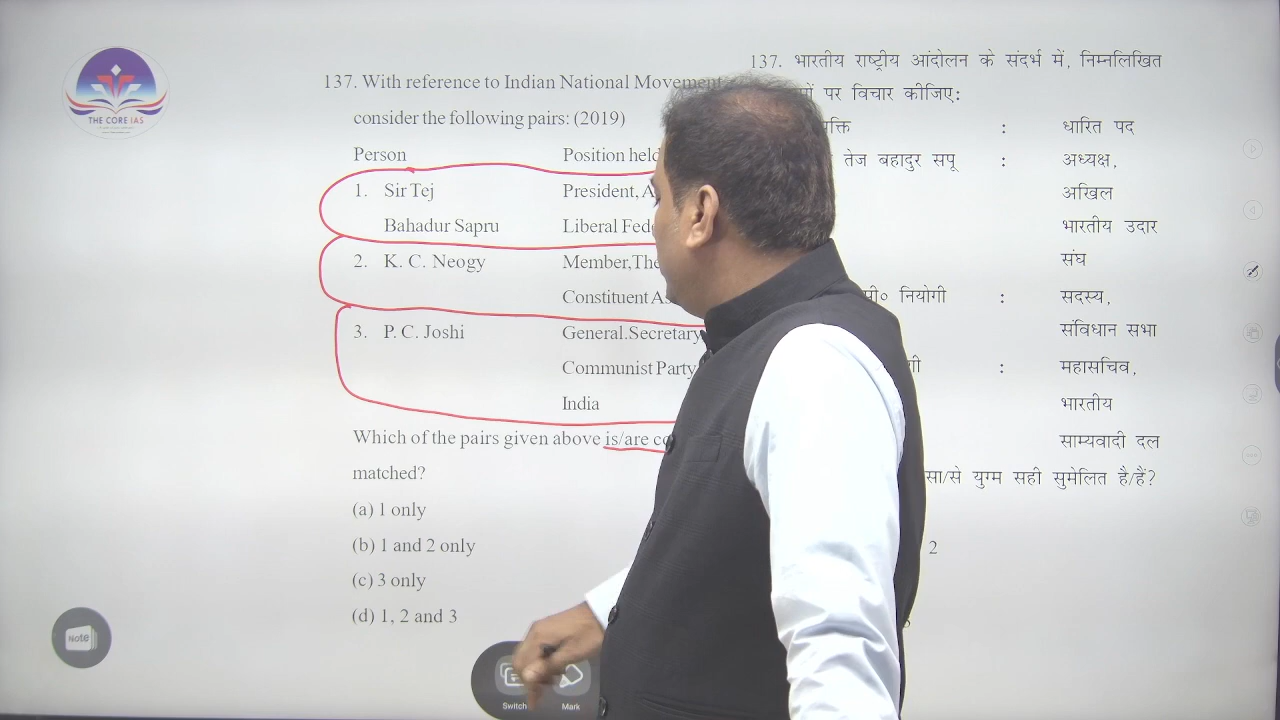 THE CORE IAS
137. With reference to Indian National Movement
consider the following pairs: (2019)
Person Position held
1. Sir Tej President,
Bahadur Sapru Liberal
2. K. C. Neogy Member,
Constituent
3. P. C. Joshi General.Secretary
Communist Party
India
Which of the pairs given above is/are
matched?
(a) 1 only
(b) 1 and 2 only
(c) 3 only
(d) 1, 2 and 3
137. भारतीय राष्ट्रीय आंदोलन के संदर्भ में, निम्नलिखित
पर विचार कीजिए:
: धारित पद
तेज बहादुर सपू : अध्यक्ष,
अखिल
भारतीय उदार
संघ
नियोगी : सदस्य,
संविधान सभा
: महासचिव,
भारतीय
साम्यवादी दल
सा/से युग्म सही सुमेलित है/हैं?
2
Note
Switch
Mark